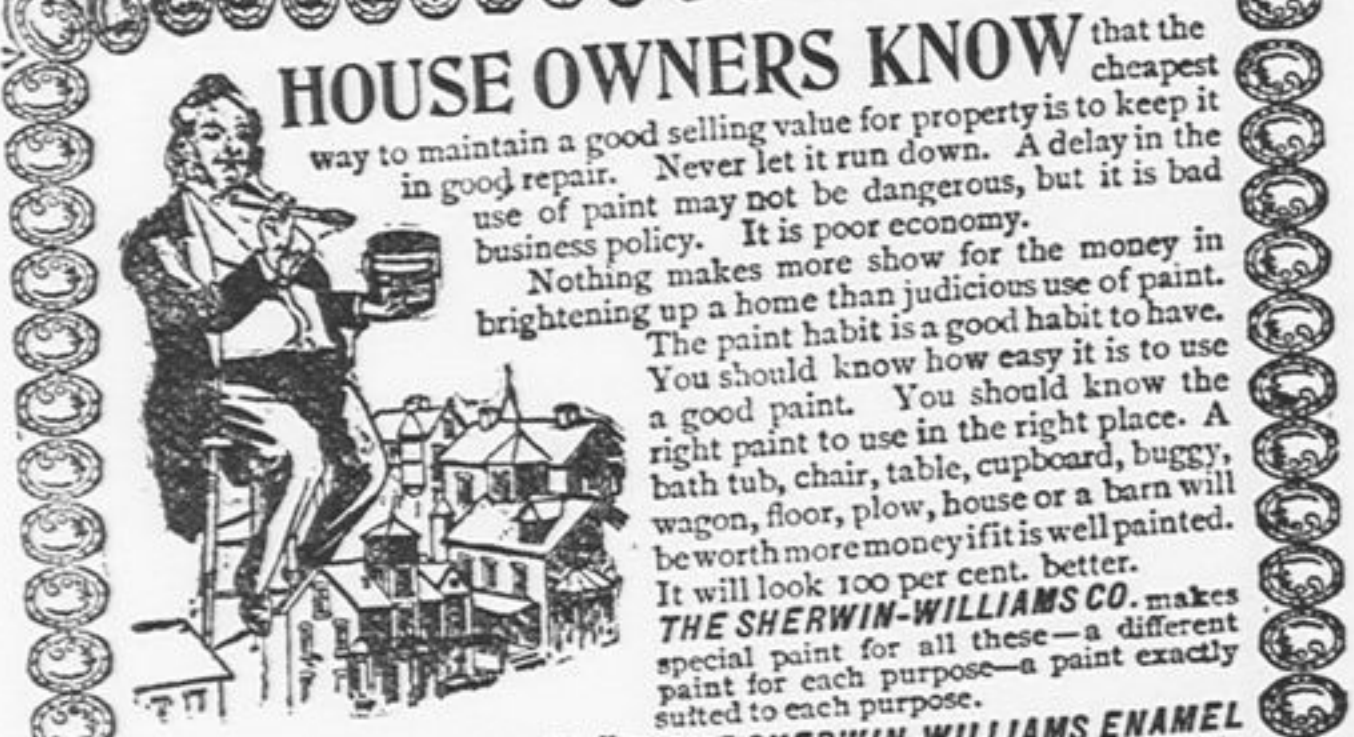 HOUSE OWNERS KNOW that the
cheapest
way to maintain a good selling value for property is to keep it
in good repair. Never let it run down. A delay in the
use of paint may not be dangerous, but it is bad
business policy. It is poor economy.
Nothing makes more show for the money in
brightening up a home than judicious use of paint.
The paint habit is a good habit to have.
You should know how easy it is to use
a good paint. You should know the
right paint to use in the right place. A
bath tub, chair, table, cupboard, buggy,
wagon, floor, plow, house or a barn will
be worth more money if it is well painted.
It will look 100 per cent. better.
THE SHERWIN-WILLIAMS CO. makes
special paint for all these—a different
paint for each purpose—a paint exactly
suited to each purpose.
SHERWIN-WILLIAMS ENAMEL